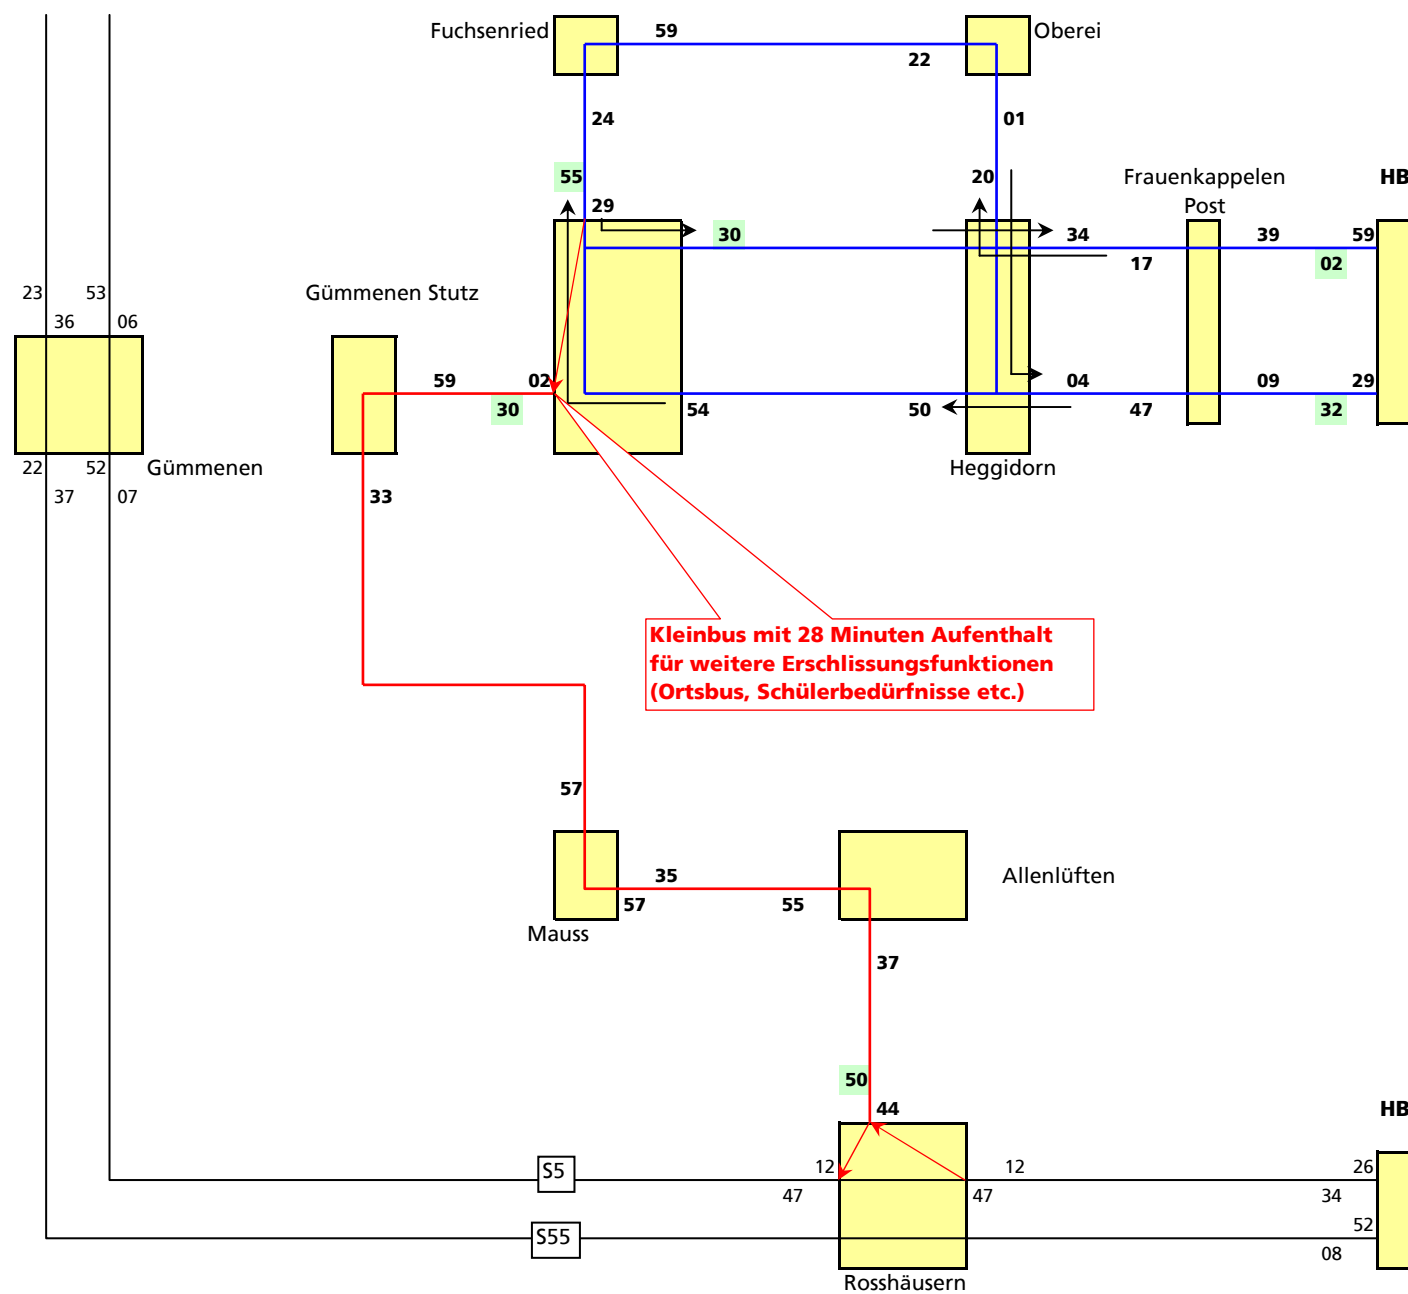 Fuchsenried 59 Oberei
22
24 01
55 20 Frauenkappelen HB
29 Post
30 34 39 59
17 02
23 53 Gümmenen Stutz
36 06
59 02 04 09 29
30 54 50 47 32
22 52 Gümmenen Heggidorn
37 07 33
Kleinbus mit 28 Minuten Aufenthalt
für weitere Erschlissungsfunktionen
(Ortsbus, Schülerbedürfnisse etc.)
57
35 Allenlüften
57 55
Mauss
37
50
44 HB
S5 12 12 26
47 47 34
S55 52
08
Rosshäusern